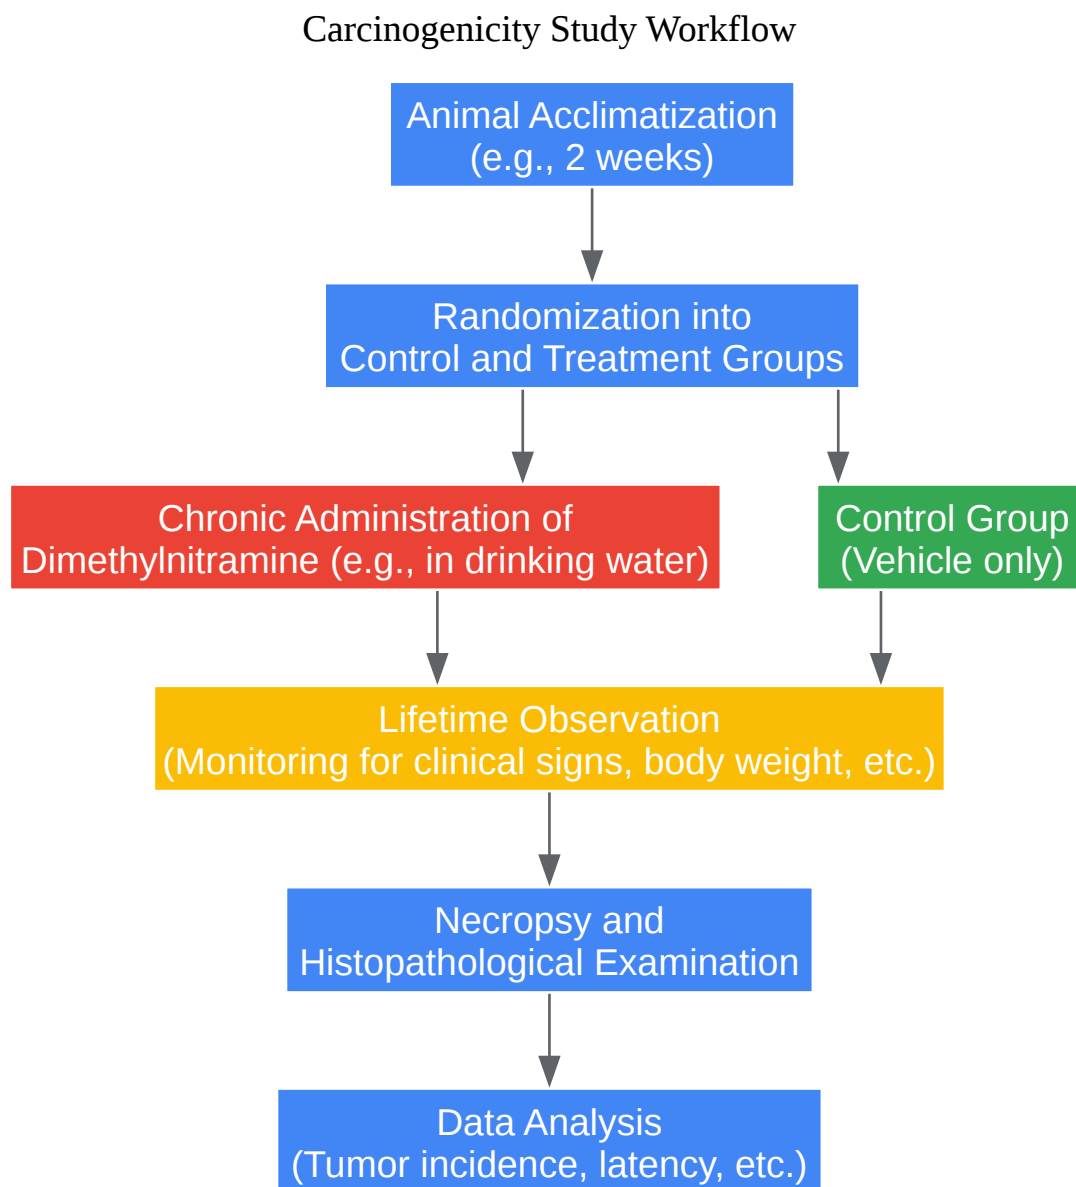 Carcinogenicity Study Workflow
Animal Acclimatization
(e.g., 2 weeks)
Randomization into
Control and Treatment Groups
Chronic Administration of
Dimethylnitramine (e.g., in drinking water)
Control Group
(Vehicle only)
Lifetime Observation
(Monitoring for clinical signs, body weight, etc.)
Necropsy and
Histopathological Examination
Data Analysis
(Tumor incidence, latency, etc.)